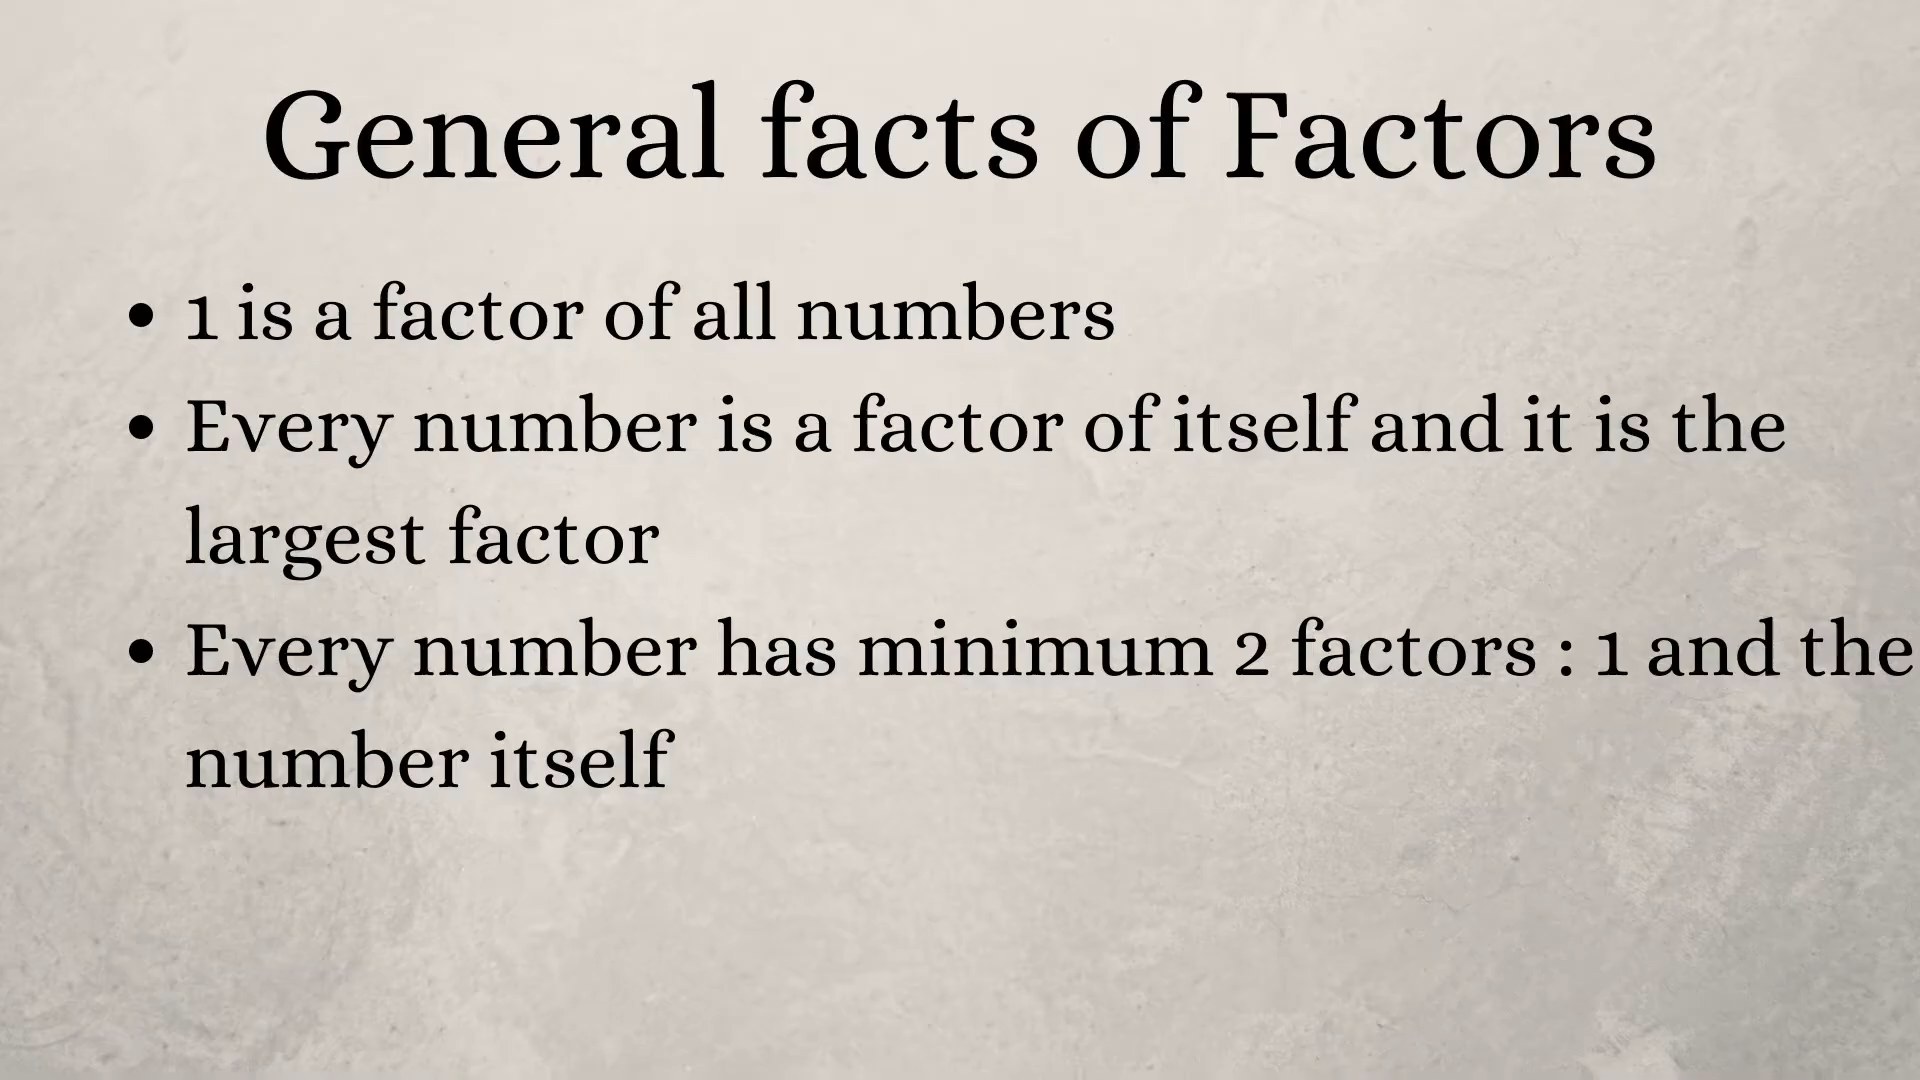 General facts of Factors
• 1 is a factor of all numbers
• Every number is a factor of itself and it is the
largest factor
• Every number has minimum 2 factors : 1 and the
number itself